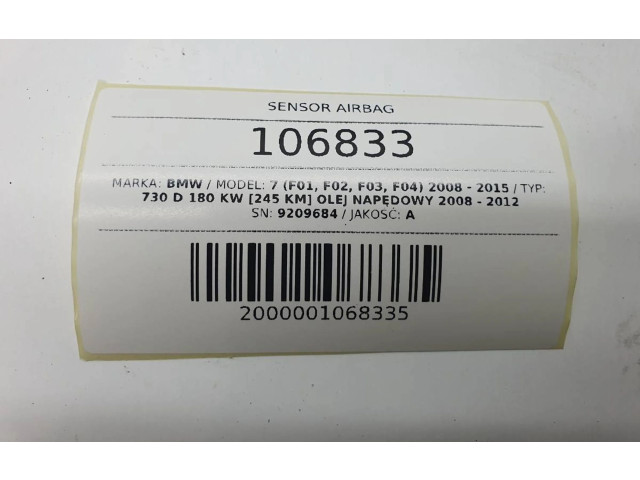 SENSOR AIRBAG
106833
MARKA: BMW / MODEL: 7 (F01, F02, F03, F04) 2008 - 2015 / TYP:
730 D 180 KW [245 KM] OLEJ NAPĘDOWY 2008 - 2012
SN: 9209684 / JAKOŚĆ: A
2000001068335